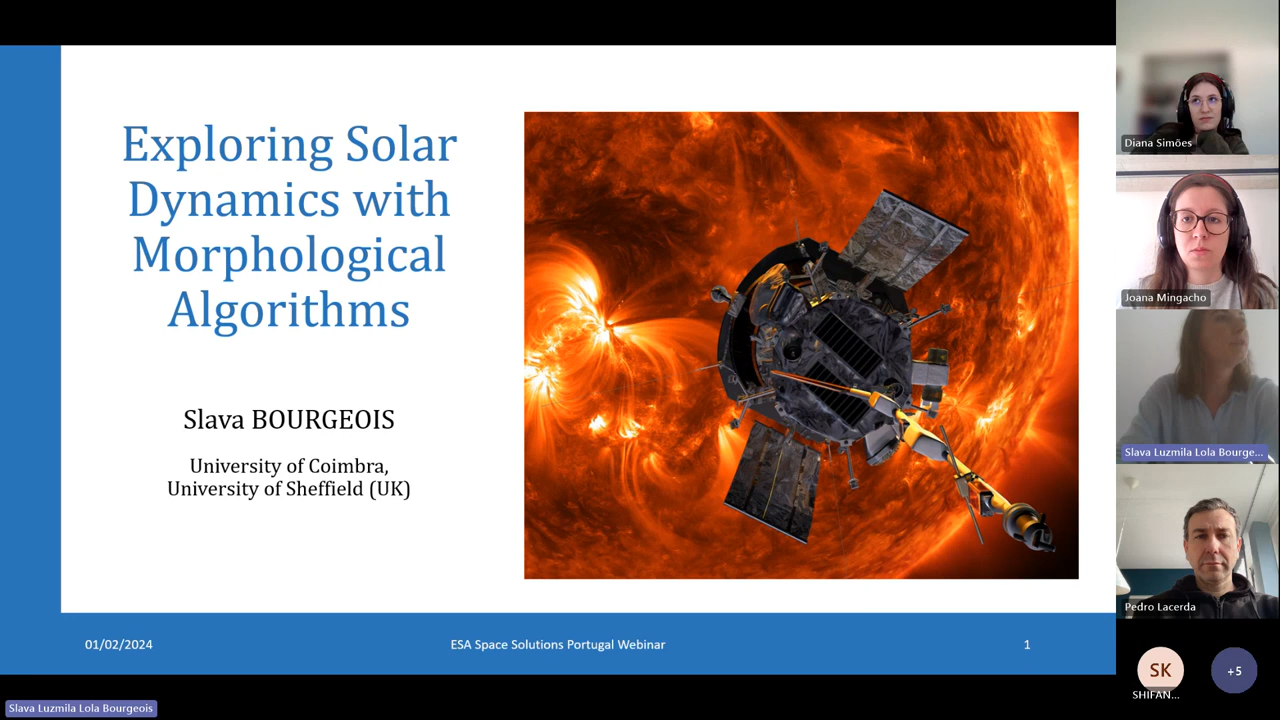 Exploring Solar
Dynamics with
Morphological
Algorithms
Slava BOURGEOIS
University of Coimbra,
University of Sheffield (UK)
01/02/2024
ESA Space Solutions Portugal Webinar
1
Diana Simões
Joana Mingacho
Slava Luzmila Lola Bourge...
Pedro Lacerda
SK
+5
SHIFAN...
Slava Luzmila Lola Bourgeois